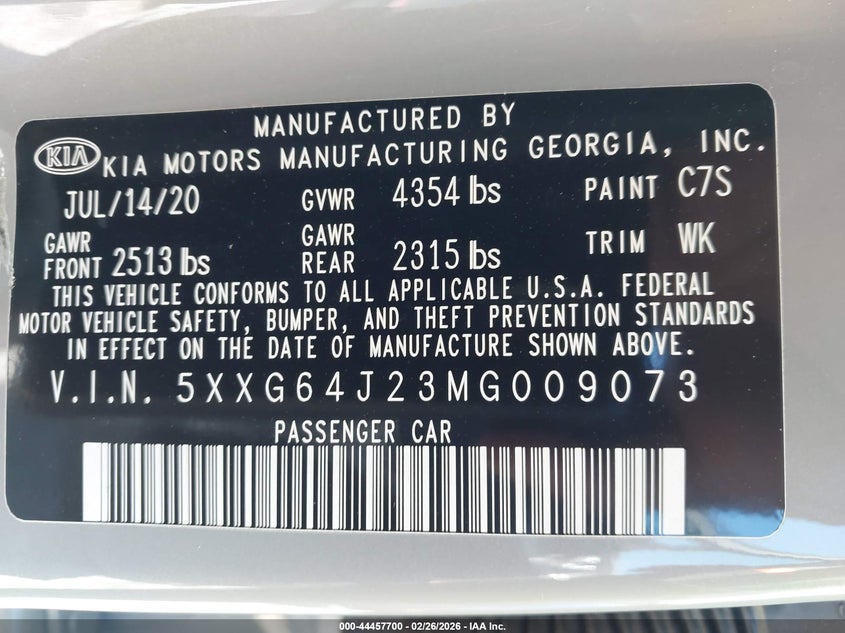 MANUFACTURED BY
KIA KIA MOTORS MANUFACTURING GEORGIA, INC.
JUL/14/20 GVWR 4354 lbs PAINT C7S
GAWR FRONT 2513 lbs GAWR REAR 2315 lbs TRIM WK
THIS VEHICLE CONFORMS TO ALL APPLICABLE U.S.A. FEDERAL
MOTOR VEHICLE SAFETY, BUMPER, AND THEFT PREVENTION STANDARDS
IN EFFECT ON THE DATE OF MANUFACTURE SHOWN ABOVE.
V.I.N. 5XXG64J23MG009073
PASSENGER CAR
000-44457700 - 02/26/2026 - IAA Inc.